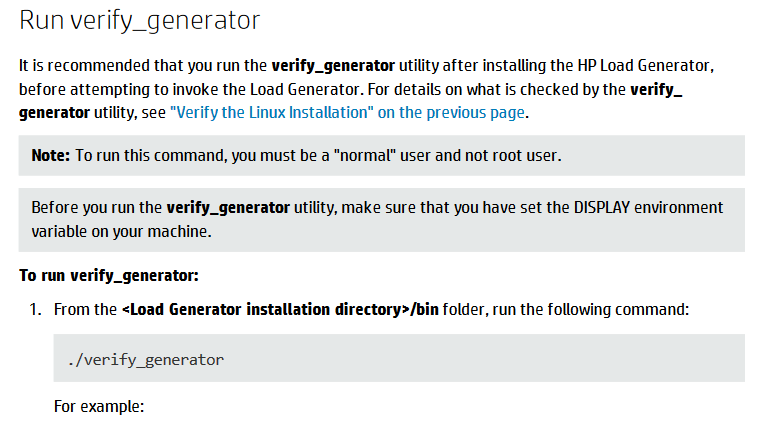 Run verify_generator
It is recommended that you run the verify_generator utility after installing the HP Load Generator,
before attempting to invoke the Load Generator. For details on what is checked by the verify_
generator utility, see "Verify the Linux Installation" on the previous page.
Note: To run this command, you must be a "normal" user and not root user.
Before you run the verify_generator utility, make sure that you have set the DISPLAY environment
variable on your machine.
To run verify_generator:
1. From the <Load Generator installation directory>/bin folder, run the following command:
./verify_generator
For example: